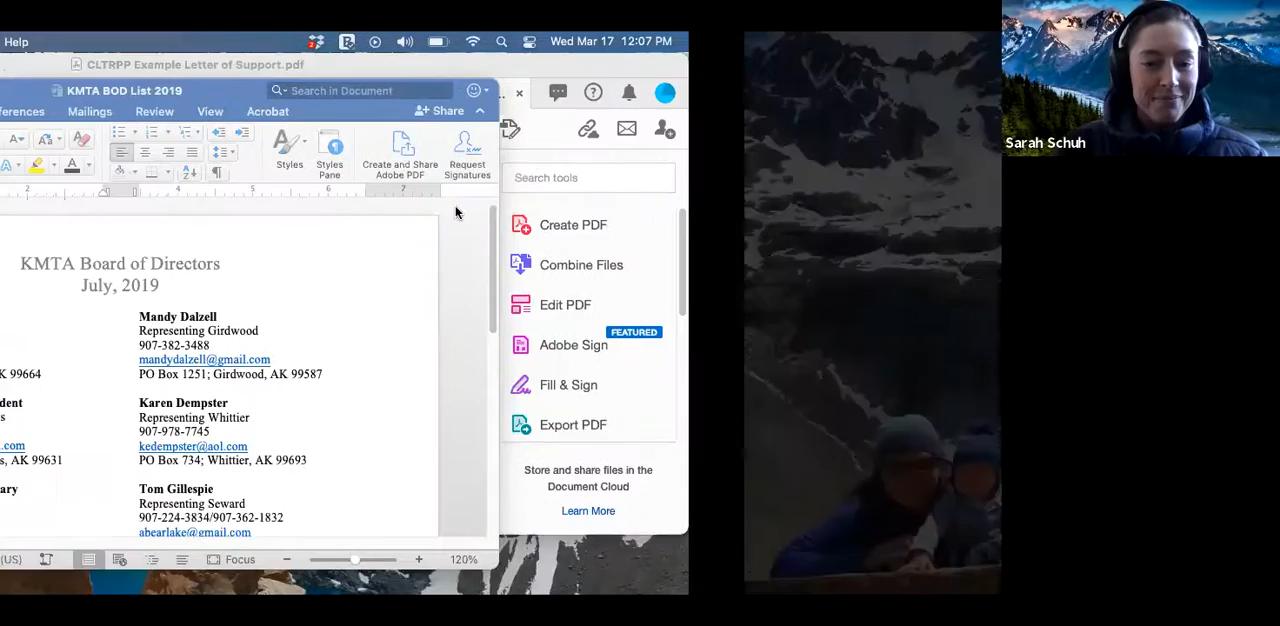 Help
Wed Mar 17 12:07 PM
CLTRPP Example Letter of Support.pdf
KMTA BOD List 2019
Search in Document
Mailings Review View Acrobat
Share
Styles
Styles Pane
Create and Share Adobe PDF
Request Signatures
2
4 5 6 7
KMTA Board of Directors
July, 2019
Mandy Dalzell
Representing Girdwood
907-382-3488
mandydalzell@gmail.com
K 99664
PO Box 1251; Girdwood, AK 99587
Karen Dempster
Representing Whittier
907-978-7745
.com
kedempster@aol.com
s, AK 99631
PO Box 734; Whittier, AK 99693
Tom Gillespie
Representing Seward
907-224-3834/907-362-1832
abearlake@gmail.com
(US)
Focus
120%
Search tools
Create PDF
Combine Files
Edit PDF
FEATURED
Adobe Sign
Fill & Sign
Export PDF
Store and share files in the
Document Cloud
Learn More
Sarah Schuh